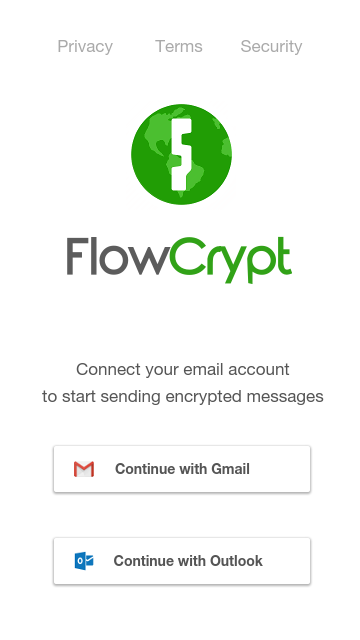 Privacy Terms Security
FlowCrypt
Connect your email account
to start sending encrypted messages
Continue with Gmail
Continue with Outlook